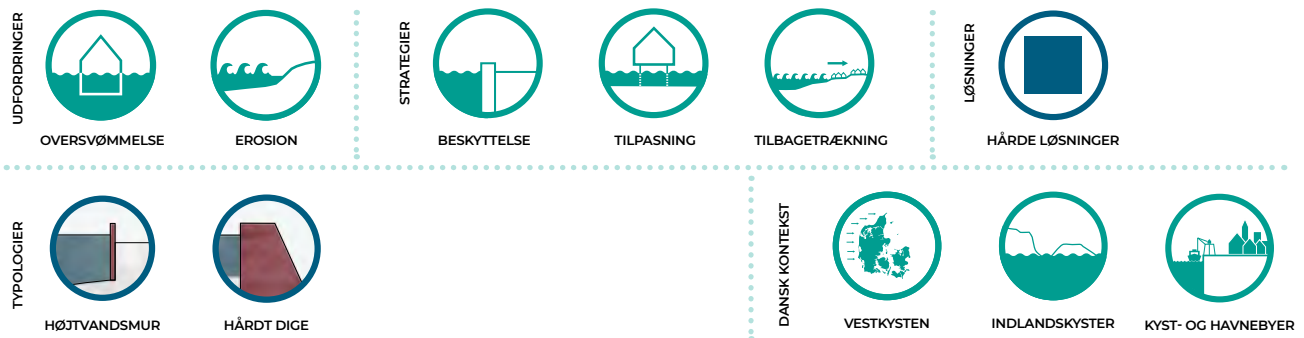 UDFORDRINGER
OVERSVØMMELSE
EROSION
STRATEGIER
BESKYTTELSE
TILPASNING
TILBAGETRÆKNING
LØSNINGER
HÅRDE LØSNINGER
TYPOLOGIER
HØJTVANDSMUR
HÅRDT DIGE
DANSK KONTEKST
VESTKYSTEN
INDLANDSKYSTER
KYST- OG HAVNEBYER